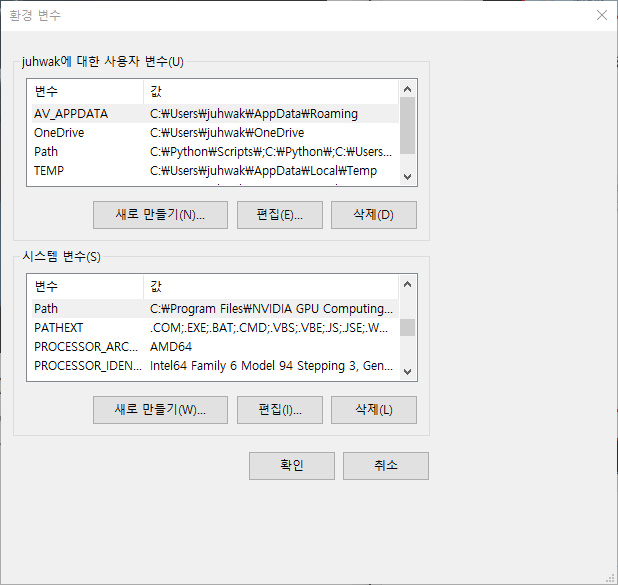 환경 변수
juhwak에 대한 사용자 변수(U)
변수 값
AV_APPDATA C:₩Users₩juhwak₩AppData₩Roaming
OneDrive C:₩Users₩juhwak₩OneDrive
Path C:₩Python₩Scripts₩;C:₩Python₩;C:₩Users...
TEMP C:₩Users₩juhwak₩AppData₩Local₩Temp
새로 만들기(N)... 편집(E)... 삭제(D)
시스템 변수(S)
변수 값
Path C:₩Program Files₩NVIDIA GPU Computing...
PATHEXT .COM;.EXE;.BAT;.CMD;.VBS;.VBE;.JS;.JSE;.W...
PROCESSOR_ARC... AMD64
PROCESSOR_IDEN... Intel64 Family 6 Model 94 Stepping 3, Gen...
새로 만들기(W)... 편집(I)... 삭제(L)
확인 취소